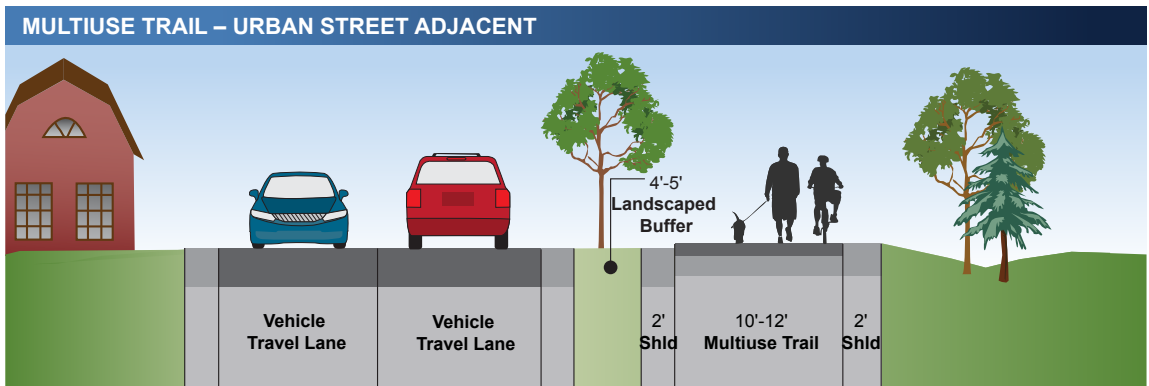 MULTIUSE TRAIL – URBAN STREET ADJACENT
4'-5'
Landscaped
Buffer
Vehicle
Travel Lane
Vehicle
Travel Lane
2'
Shld
10'-12'
Multiuse Trail
2'
Shld